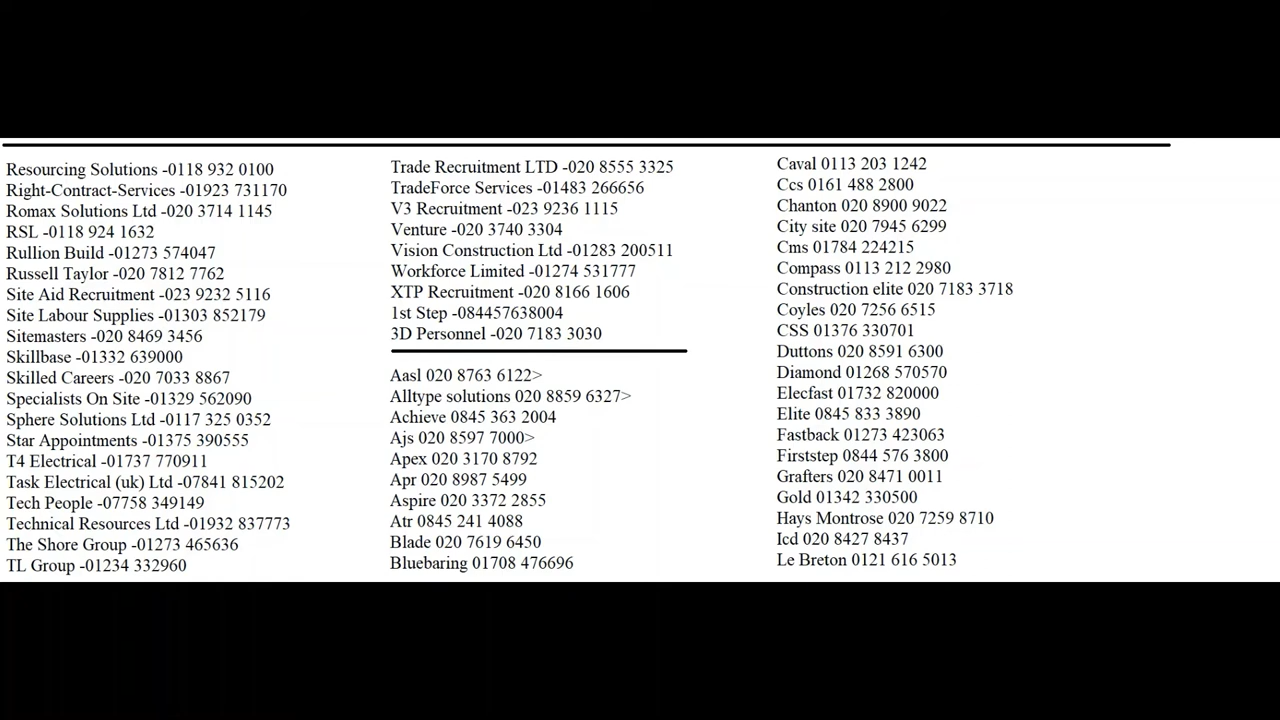 Resourcing Solutions -0118 932 0100
Right-Contract-Services -01923 731170
Romax Solutions Ltd -020 3714 1145
RSL -0118 924 1632
Rullion Build -01273 574047
Russell Taylor -020 7812 7762
Site Aid Recruitment -023 9232 5116
Site Labour Supplies -01303 852179
Sitemasters -020 8469 3456
Skillbase -01332 639000
Skilled Careers -020 7033 8867
Specialists On Site -01329 562090
Sphere Solutions Ltd -0117 325 0352
Star Appointments -01375 390555
T4 Electrical -01737 770911
Task Electrical (uk) Ltd -07841 815202
Tech People -07758 349149
Technical Resources Ltd -01932 837773
The Shore Group -01273 465636
TL Group -01234 332960
Trade Recruitment LTD -020 8555 3325
TradeForce Services -01483 266656
V3 Recruitment -023 9236 1115
Venture -020 3740 3304
Vision Construction Ltd -01283 200511
Workforce Limited -01274 531777
XTP Recruitment -020 8166 1606
1st Step -084457638004
3D Personnel -020 7183 3030
Aasl 020 8763 6122>
Alltype solutions 020 8859 6327>
Achieve 0845 363 2004
Ajs 020 8597 7000>
Apex 020 3170 8792
Apr 020 8987 5499
Aspire 020 3372 2855
Atr 0845 241 4088
Blade 020 7619 6450
Bluebaring 01708 476696
Caval 0113 203 1242
Ccs 0161 488 2800
Chanton 020 8900 9022
City site 020 7945 6299
Cms 01784 224215
Compass 0113 212 2980
Construction elite 020 7183 3718
Coyles 020 7256 6515
CSS 01376 330701
Duttons 020 8591 6300
Diamond 01268 570570
Elecfast 01732 820000
Elite 0845 833 3890
Fastback 01273 423063
Firststep 0844 576 3800
Grafters 020 8471 0011
Gold 01342 330500
Hays Montrose 020 7259 8710
Icd 020 8427 8437
Le Breton 0121 616 5013